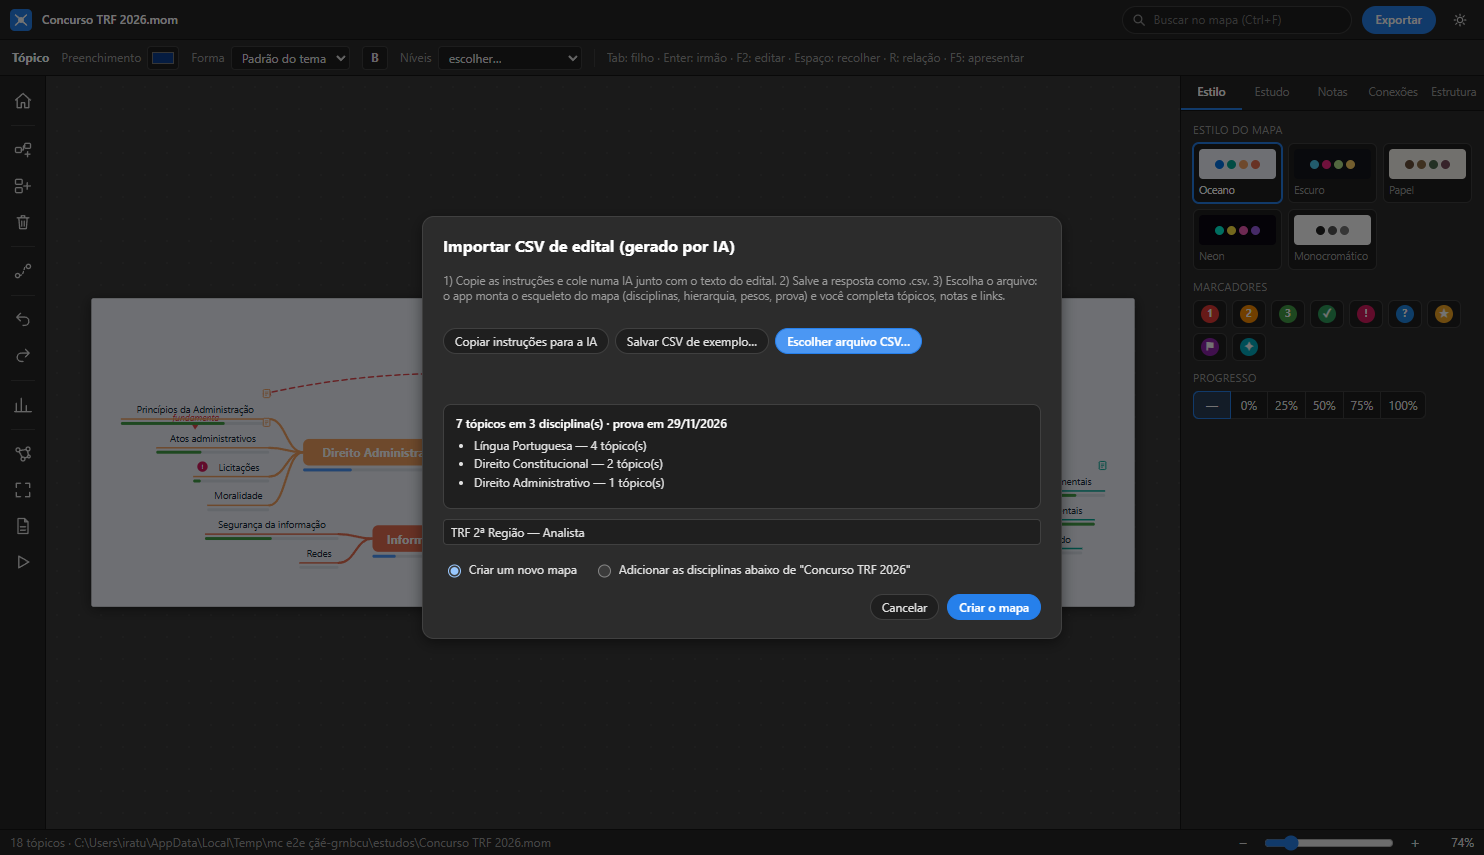 Concurso TRF 2026.mom
Buscar no mapa (Ctrl+F)
Exportar
Tópico
Preenchimento
Forma
Padrão do tema
B
Níveis
escolher...
Tab: filho · Enter: irmão · F2: editar · Espaço: recolher · R: relação · F5: apresentar
Estilo
Estudo
Notas
Conexões
Estrutura
ESTILO DO MAPA
Oceano
Escuro
Papel
Neon
Monocromático
MARCADORES
1
2
3
✓
!
?
★
PROGRESSO
—
0%
25%
50%
75%
100%
Princípios da Administração
fundamenta
Atos administrativos
Licitações
Moralidade
Direito Administra
Segurança da informação
Redes
Inform
mentais
ntais
do
Importar CSV de edital (gerado por IA)
1) Copie as instruções e cole numa IA junto com o texto do edital. 2) Salve a resposta como .csv. 3) Escolha o arquivo:
o app monta o esqueleto do mapa (disciplinas, hierarquia, pesos, prova) e você completa tópicos, notas e links.
Copiar instruções para a IA
Salvar CSV de exemplo...
Escolher arquivo CSV...
7 tópicos em 3 disciplina(s) · prova em 29/11/2026
• Língua Portuguesa — 4 tópico(s)
• Direito Constitucional — 2 tópico(s)
• Direito Administrativo — 1 tópico(s)
TRF 2ª Região — Analista
Criar um novo mapa
Adicionar as disciplinas abaixo de "Concurso TRF 2026"
Cancelar
Criar o mapa
18 tópicos · C:\Users\iratu\AppData\Local\Temp\mc e2e çãé-grnbcu\estudos\Concurso TRF 2026.mom
−
+
74%